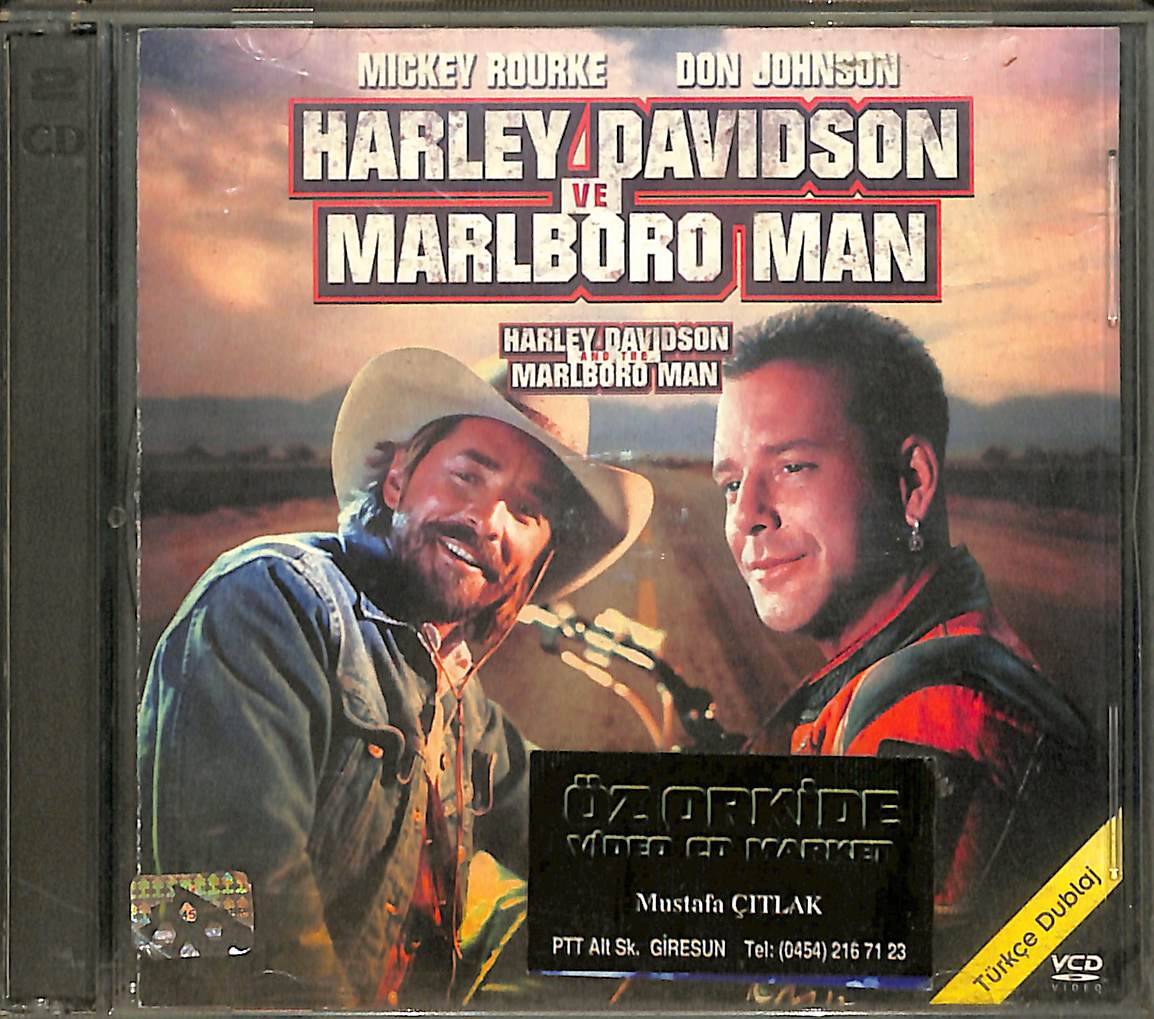 2
CD
MICKEY ROURKE DON JOHNSON
HARLEY DAVIDSON
VE
MARLBORO MAN
HARLEY DAVIDSON
AND THE
MARLBORO MAN
ÖZ ORKİDE
VİDEO CD MARKET
Mustafa ÇITLAK
PTT Alt Sk. GİRESUN Tel: (0454) 216 71 23
45
Türkçe Dublaj
VCD
VIDEO